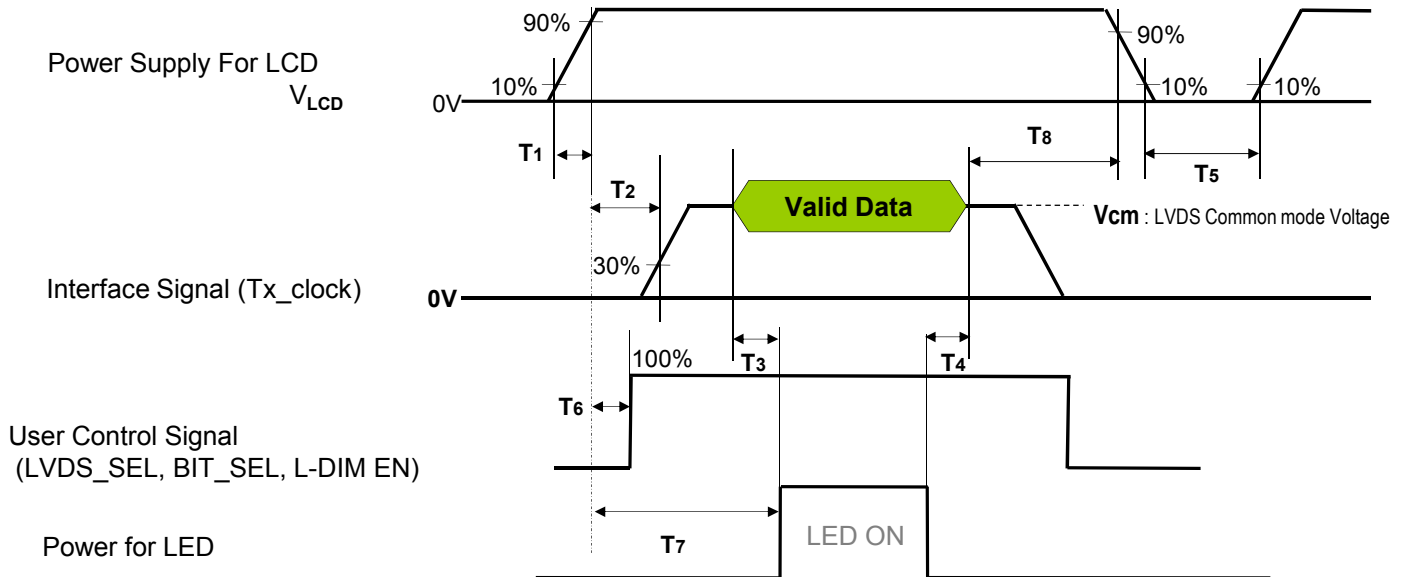 90%
90%
Power Supply For LCD
VLCD
10%
10%
10%
0V
T1
T8
T5
T2
Valid Data
Vcm : LVDS Common mode Voltage
30%
Interface Signal (Tx_clock)
0V
100%
T3
T4
T6
User Control Signal
(LVDS_SEL, BIT_SEL, L-DIM EN)
T7
LED ON
Power for LED